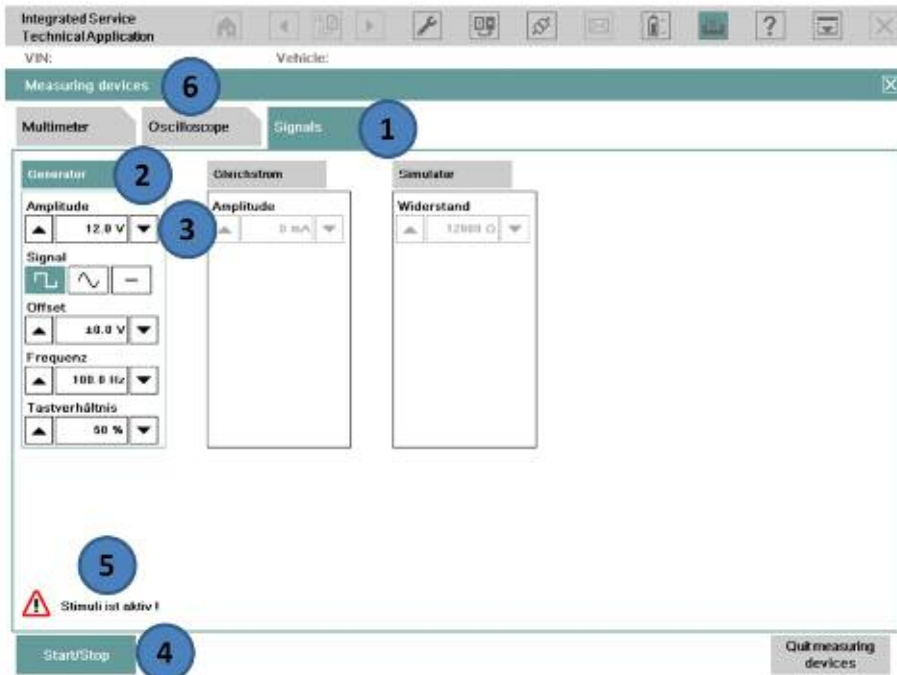 Integrated Service
Technical Application
?
VIN: Vehicle:
Measuring devices
6
Multimeter Oscilloscope Signals
1
Generator
2
Gleichstrom Simulator
Amplitude Amplitude Widerstand
12.0 V
3
0 mA 12000 Ω
Signal
Offset
±0.0 V
Frequenz
100.0 Hz
Tastverhältnis
50 %
5
Stimuli ist aktiv !
Start/Stop
4
Quit measuring
devices